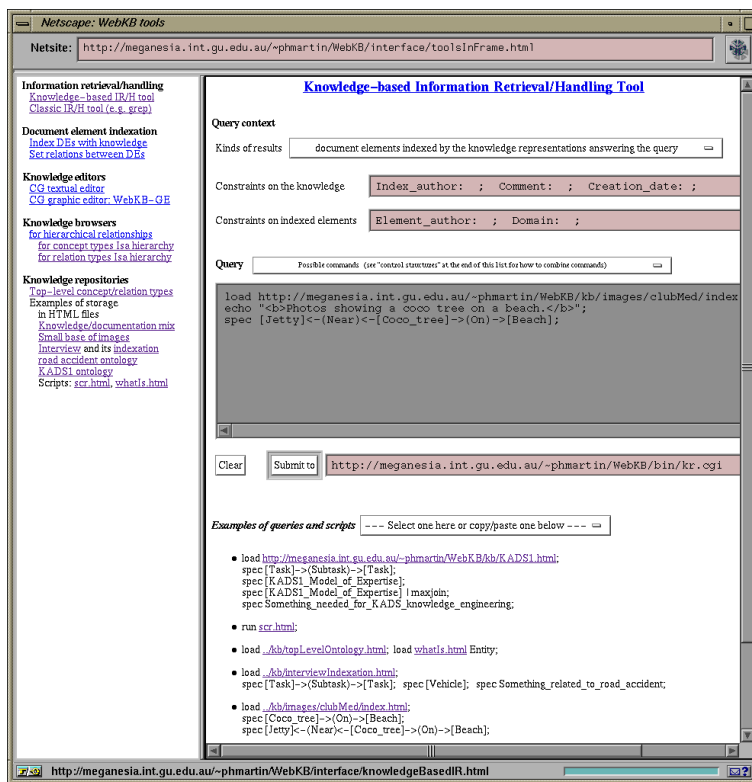 Netscape: WebKB tools
Netsite: http://meganesia.int.gu.edu.au/~phmartin/WebKB/interface/toolsInFrame.html
Information retrieval/handling
Knowledge-based IR/H tool
Classic IR/H tool (e.g. grep)
Document element indexation
Index DEs with knowledge
Set relations between DEs
Knowledge editors
CG textual editor
CG graphic editor: WebKB-GE
Knowledge browsers
for hierarchical relationships
for concept types Isa hierarchy
for relation types Isa hierarchy
Knowledge repositories
Top-level concept/relation types
Examples of storage
in HTML files
Knowledge/documentation mix
Small base of images
Interview and its indexation
road accident ontology
KADS1 ontology
Scripts: scr.html, whatIs.html
Knowledge-based Information Retrieval/Handling Tool
Query context
Kinds of results document elements indexed by the knowledge representations answering the query
Constraints on the knowledge Index_author: ; Comment: ; Creation_date: ;
Constraints on indexed elements Element_author: ; Domain: ;
Query Possible commands (see "control structures" at the end of this list for how to combine commands)
load http://meganesia.int.gu.edu.au/~phmartin/WebKB/kb/images/clubMed/index
echo "<b>Photos showing a coco tree on a beach.</b>";
spec [Jetty]<-(Near)<-[Coco_tree]->(On)->[Beach];
Clear Submit to http://meganesia.int.gu.edu.au/~phmartin/WebKB/bin/kr.cgi
Examples of queries and scripts --- Select one here or copy/paste one below ---
• load http://meganesia.int.gu.edu.au/~phmartin/WebKB/kb/KADS1.html;
spec [Task]->(Subtask)->[Task];
spec [KADS1_Model_of_Expertise];
spec [KADS1_Model_of_Expertise] | maxjoin;
spec Something_needed_for_KADS_knowledge_engineering;
• run scr.html;
• load ../kb/topLevelOntology.html; load whatIs.html Entity;
• load ../kb/interviewIndexation.html;
spec [Task]->(Subtask)->[Task]; spec [Vehicle]; spec Something_related_to_road_accident;
• load ../kb/images/clubMed/index.html;
spec [Coco_tree]->(On)->[Beach];
spec [Jetty]<-(Near)<-[Coco_tree]->(On)->[Beach];
http://meganesia.int.gu.edu.au/~phmartin/WebKB/interface/knowledgeBasedIR.html